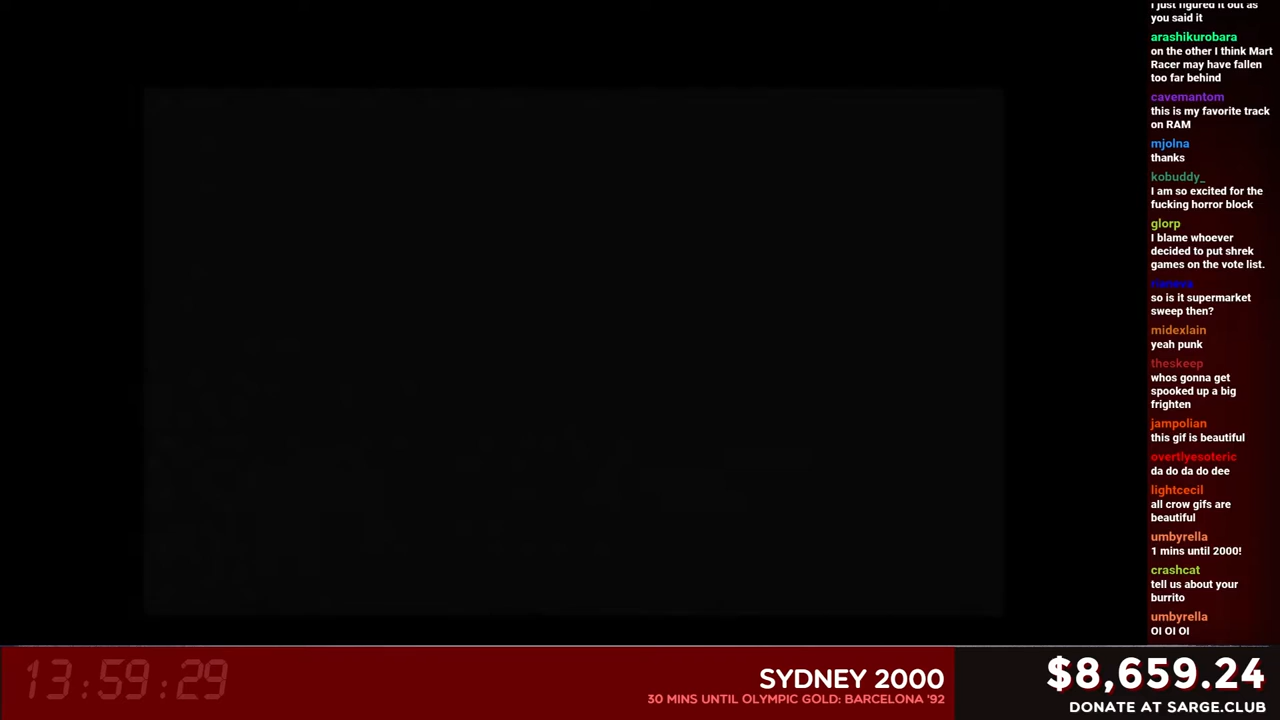 I just figured it out as
you said it
arashikurobara
on the other I think Mart
Racer may have fallen
too far behind
cavemantom
this is my favorite track
on RAM
mjolna
thanks
kobuddy_
I am so excited for the
fucking horror block
glorp
I blame whoever
decided to put shrek
games on the vote list.
so is it supermarket
sweep then?
midexlain
yeah punk
theskeep
whos gonna get
spooked up a big
frighten
jampolian
this gif is beautiful
overtlyesoteric
da do da do dee
lightcecil
all crow gifs are
beautiful
umbyrella
1 mins until 2000!
crashcat
tell us about your
burrito
umbyrella
OI OI OI
13:59:29
SYDNEY 2000
30 MINS UNTIL OLYMPIC GOLD: BARCELONA '92
$8,659.24
DONATE AT SARGE.CLUB